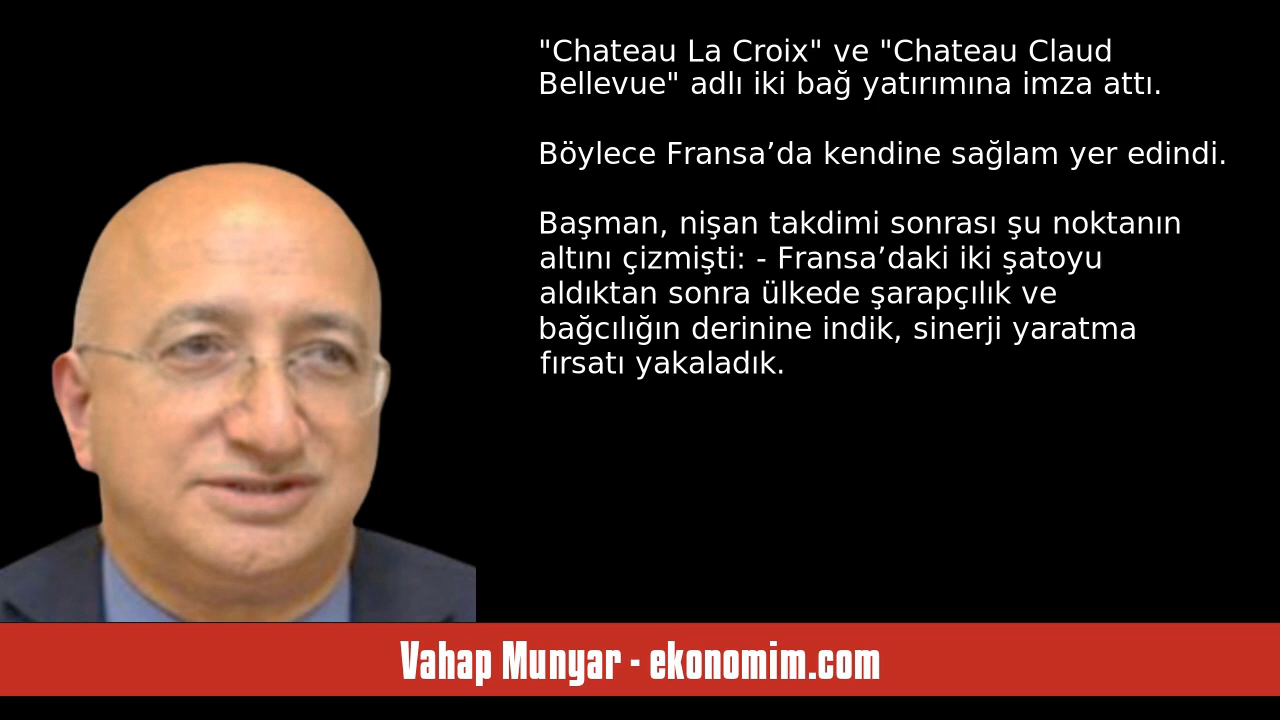 "Chateau La Croix" ve "Chateau Claud
Bellevue" adlı iki bağ yatırımına imza attı.
Böylece Fransa’da kendine sağlam yer edindi.
Başman, nişan takdimi sonrası şu noktanın
altını çizmişti: - Fransa’daki iki şatoyu
aldıktan sonra ülkede şarapçılık ve
bağcılığın derinine indik, sinerji yaratma
fırsatı yakaladık.
Vahap Munyar - ekonomim.com